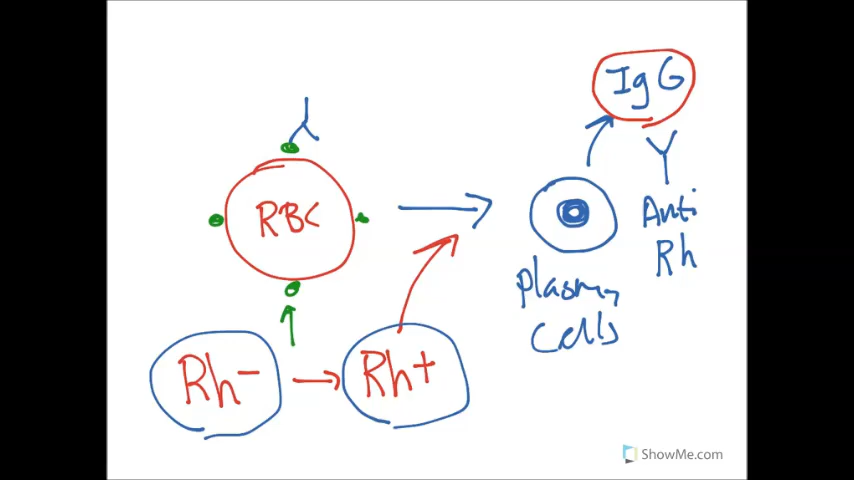 IgG
RBC
Anti
Rh
Plasma
Cells
Rh-
Rh+
ShowMe.com